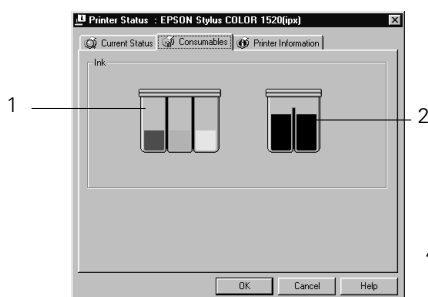 Printer Status : EPSON Stylus COLOR 1520(ipx)
Current Status Consumables Printer Information
Ink
1
2
OK Cancel Help